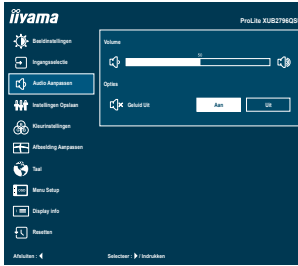 iiyama
ProLite XUB2796QS
Beeldinstellingen
Ingangsselectie
Audio Aanpassen
Instellingen Opslaan
Kleurinstallingen
Afbeelding Aanpassen
Taal
Menu Setup
Display info
Resetten
Volume
50
Opties
Geluid Uit
Aan
Uit
Afsluiten :
Selecteer : / Indrukken